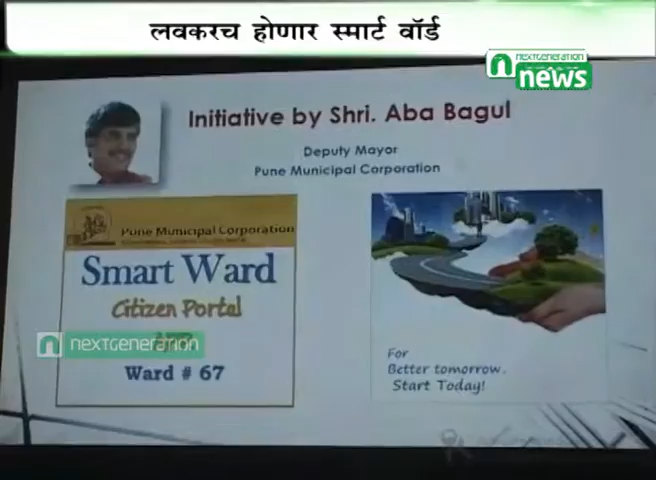 लवकरच होणार स्मार्ट वॉर्ड
nextgeneration
news
Initiative by Shri. Aba Bagul
Deputy Mayor
Pune Municipal Corporation
Pune Municipal Corporation
Smart Ward
Citizen Portal
nextgeneration
Ward # 67
For
Better tomorrow.
Start Today!